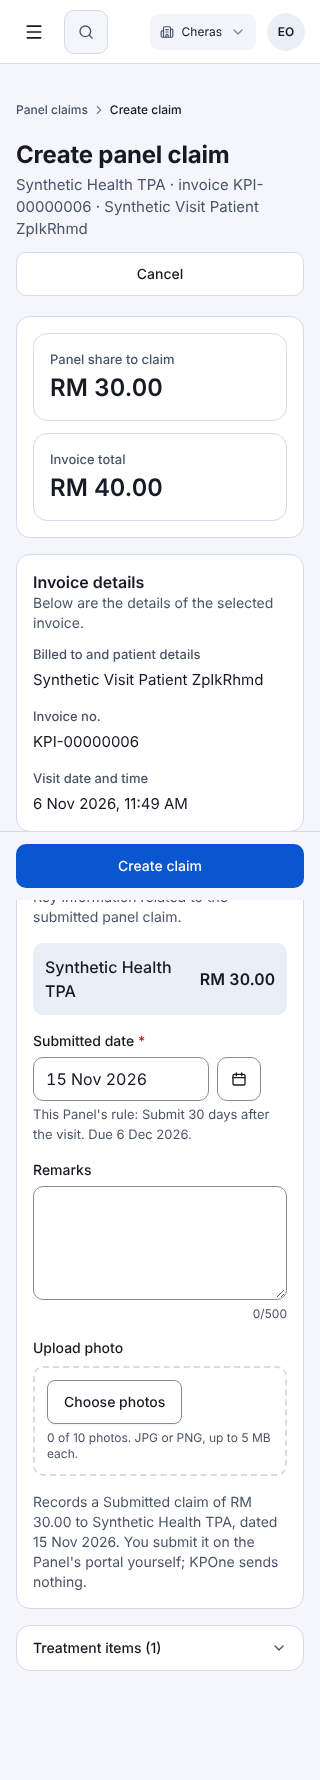 Cheras
EO
Panel claims > Create claim
Create panel claim
Synthetic Health TPA · invoice KPI-
00000006 · Synthetic Visit Patient
ZpIkRhmd
Cancel
Panel share to claim
RM 30.00
Invoice total
RM 40.00
Invoice details
Below are the details of the selected
invoice.
Billed to and patient details
Synthetic Visit Patient ZpIkRhmd
Invoice no.
KPI-00000006
Visit date and time
6 Nov 2026, 11:49 AM
Create claim
Key information related to the
submitted panel claim.
Synthetic Health
TPA
RM 30.00
Submitted date *
15 Nov 2026
This Panel's rule: Submit 30 days after
the visit. Due 6 Dec 2026.
Remarks
0/500
Upload photo
Choose photos
0 of 10 photos. JPG or PNG, up to 5 MB
each.
Records a Submitted claim of RM
30.00 to Synthetic Health TPA, dated
15 Nov 2026. You submit it on the
Panel's portal yourself; KPOne sends
nothing.
Treatment items (1)